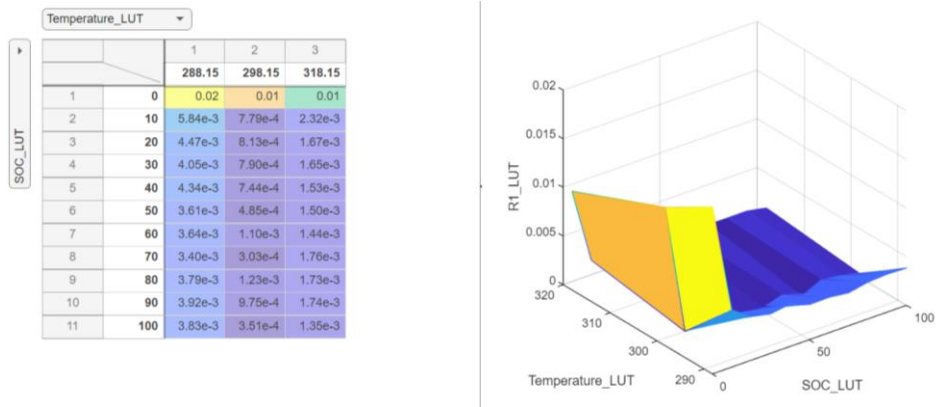 Temperature_LUT
SOC_LUT
1 2 3
288.15 298.15 318.15
1 0 0.02 0.01 0.01
2 10 5.84e-3 7.79e-4 2.32e-3
3 20 4.47e-3 8.13e-4 1.67e-3
4 30 4.05e-3 7.90e-4 1.65e-3
5 40 4.34e-3 7.44e-4 1.53e-3
6 50 3.61e-3 4.85e-4 1.50e-3
7 60 3.64e-3 1.10e-3 1.44e-3
8 70 3.40e-3 3.03e-4 1.76e-3
9 80 3.79e-3 1.23e-3 1.73e-3
10 90 3.92e-3 9.75e-4 1.74e-3
11 100 3.83e-3 3.51e-4 1.35e-3
0.02
0.015
0.01
0.005
0
R1_LUT
320
310
300
290
Temperature_LUT
0
50
100
SOC_LUT